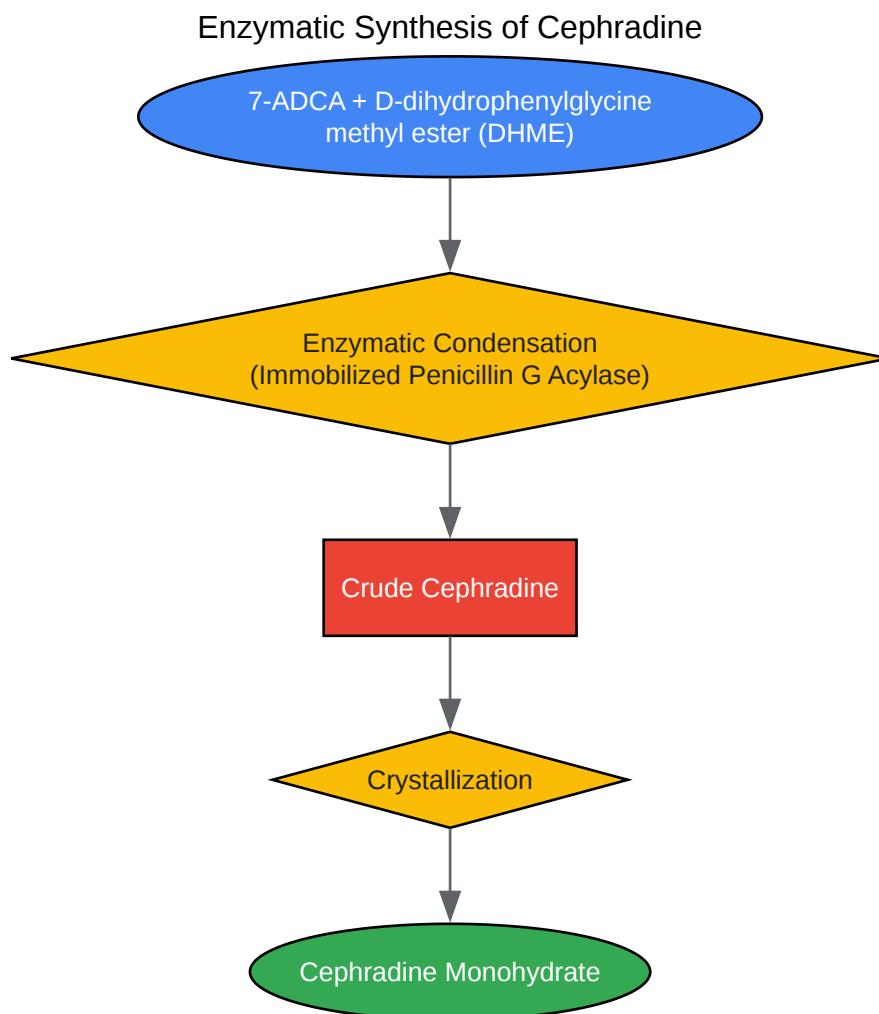 Enzymatic Synthesis of Cephradine
7-ADCA + D-dihydrophenylglycine
methyl ester (DHME)
Enzymatic Condensation
(Immobilized Penicillin G Acylase)
Crude Cephradine
Crystallization
Cephradine Monohydrate